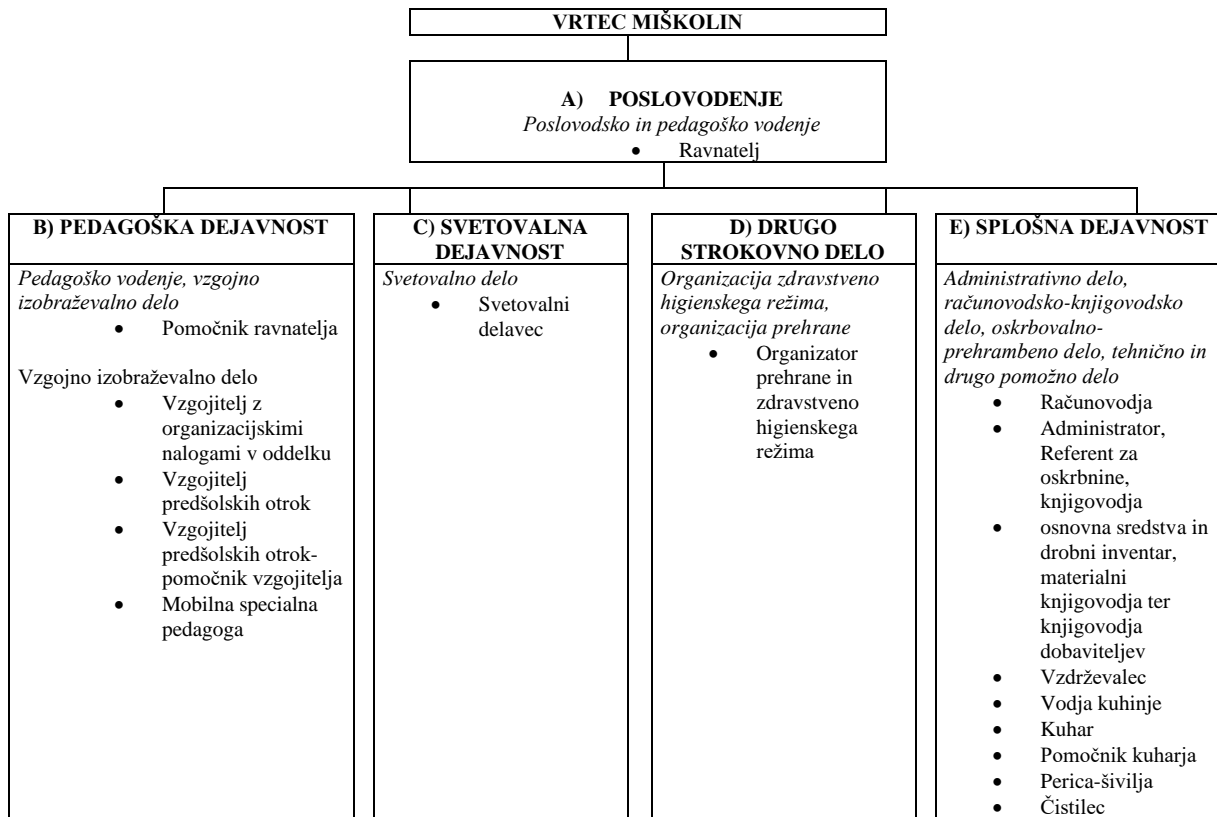 VRTEC MIŠKOLIN
A) POSLOVODENJE
Poslovodsko in pedagoško vodenje
• Ravnatelj
B) PEDAGOŠKA DEJAVNOST
Pedagoško vodenje, vzgojno
izobraževalno delo
• Pomočnik ravnatelja
Vzgojno izobraževalno delo
• Vzgojitelj z
organizacijskimi
nalogami v oddelku
• Vzgojitelj
predšolskih otrok
• Vzgojitelj
predšolskih otrok-
pomočnik vzgojitelja
• Mobilna specialna
pedagoga
C) SVETOVALNA
DEJAVNOST
Svetovalno delo
• Svetovalni
delavec
D) DRUGO
STROKOVNO DELO
Organizacija zdravstveno
higienskega režima,
organizacija prehrane
• Organizator
prehrane in
zdravstveno
higienskega
režima
E) SPLOŠNA DEJAVNOST
Administrativno delo,
računovodsko-knjigovodsko
delo, oskrbovalno-
prehrambeno delo, tehnično in
drugo pomožno delo
• Računovodja
• Administrator,
Referent za
oskrbnine,
knjigovodja
• osnovna sredstva in
drobni inventar,
materialni
knjigovodja ter
knjigovodja
dobaviteljev
• Vzdrževalec
• Vodja kuhinje
• Kuhar
• Pomočnik kuharja
• Perica-šivilja
• Čistilec